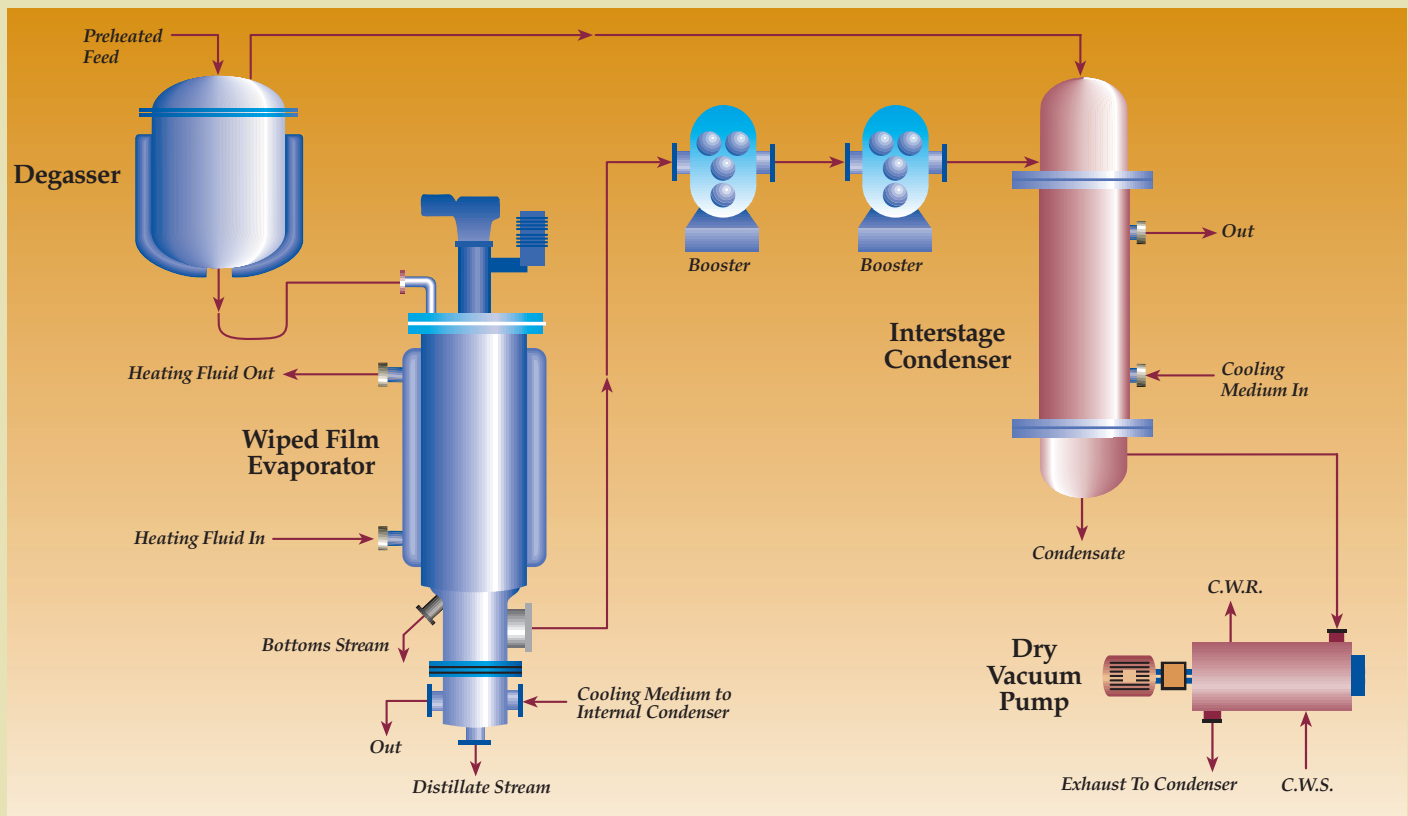 Preheated
Feed
Degasser
Booster
Booster
Out
Interstage
Condenser
Cooling
Medium In
Heating Fluid Out
Wiped Film
Evaporator
Heating Fluid In
Condensate
C.W.R.
Bottoms Stream
Dry
Vacuum
Pump
Cooling Medium to
Internal Condenser
Out
Distillate Stream
Exhaust To Condenser
C.W.S.